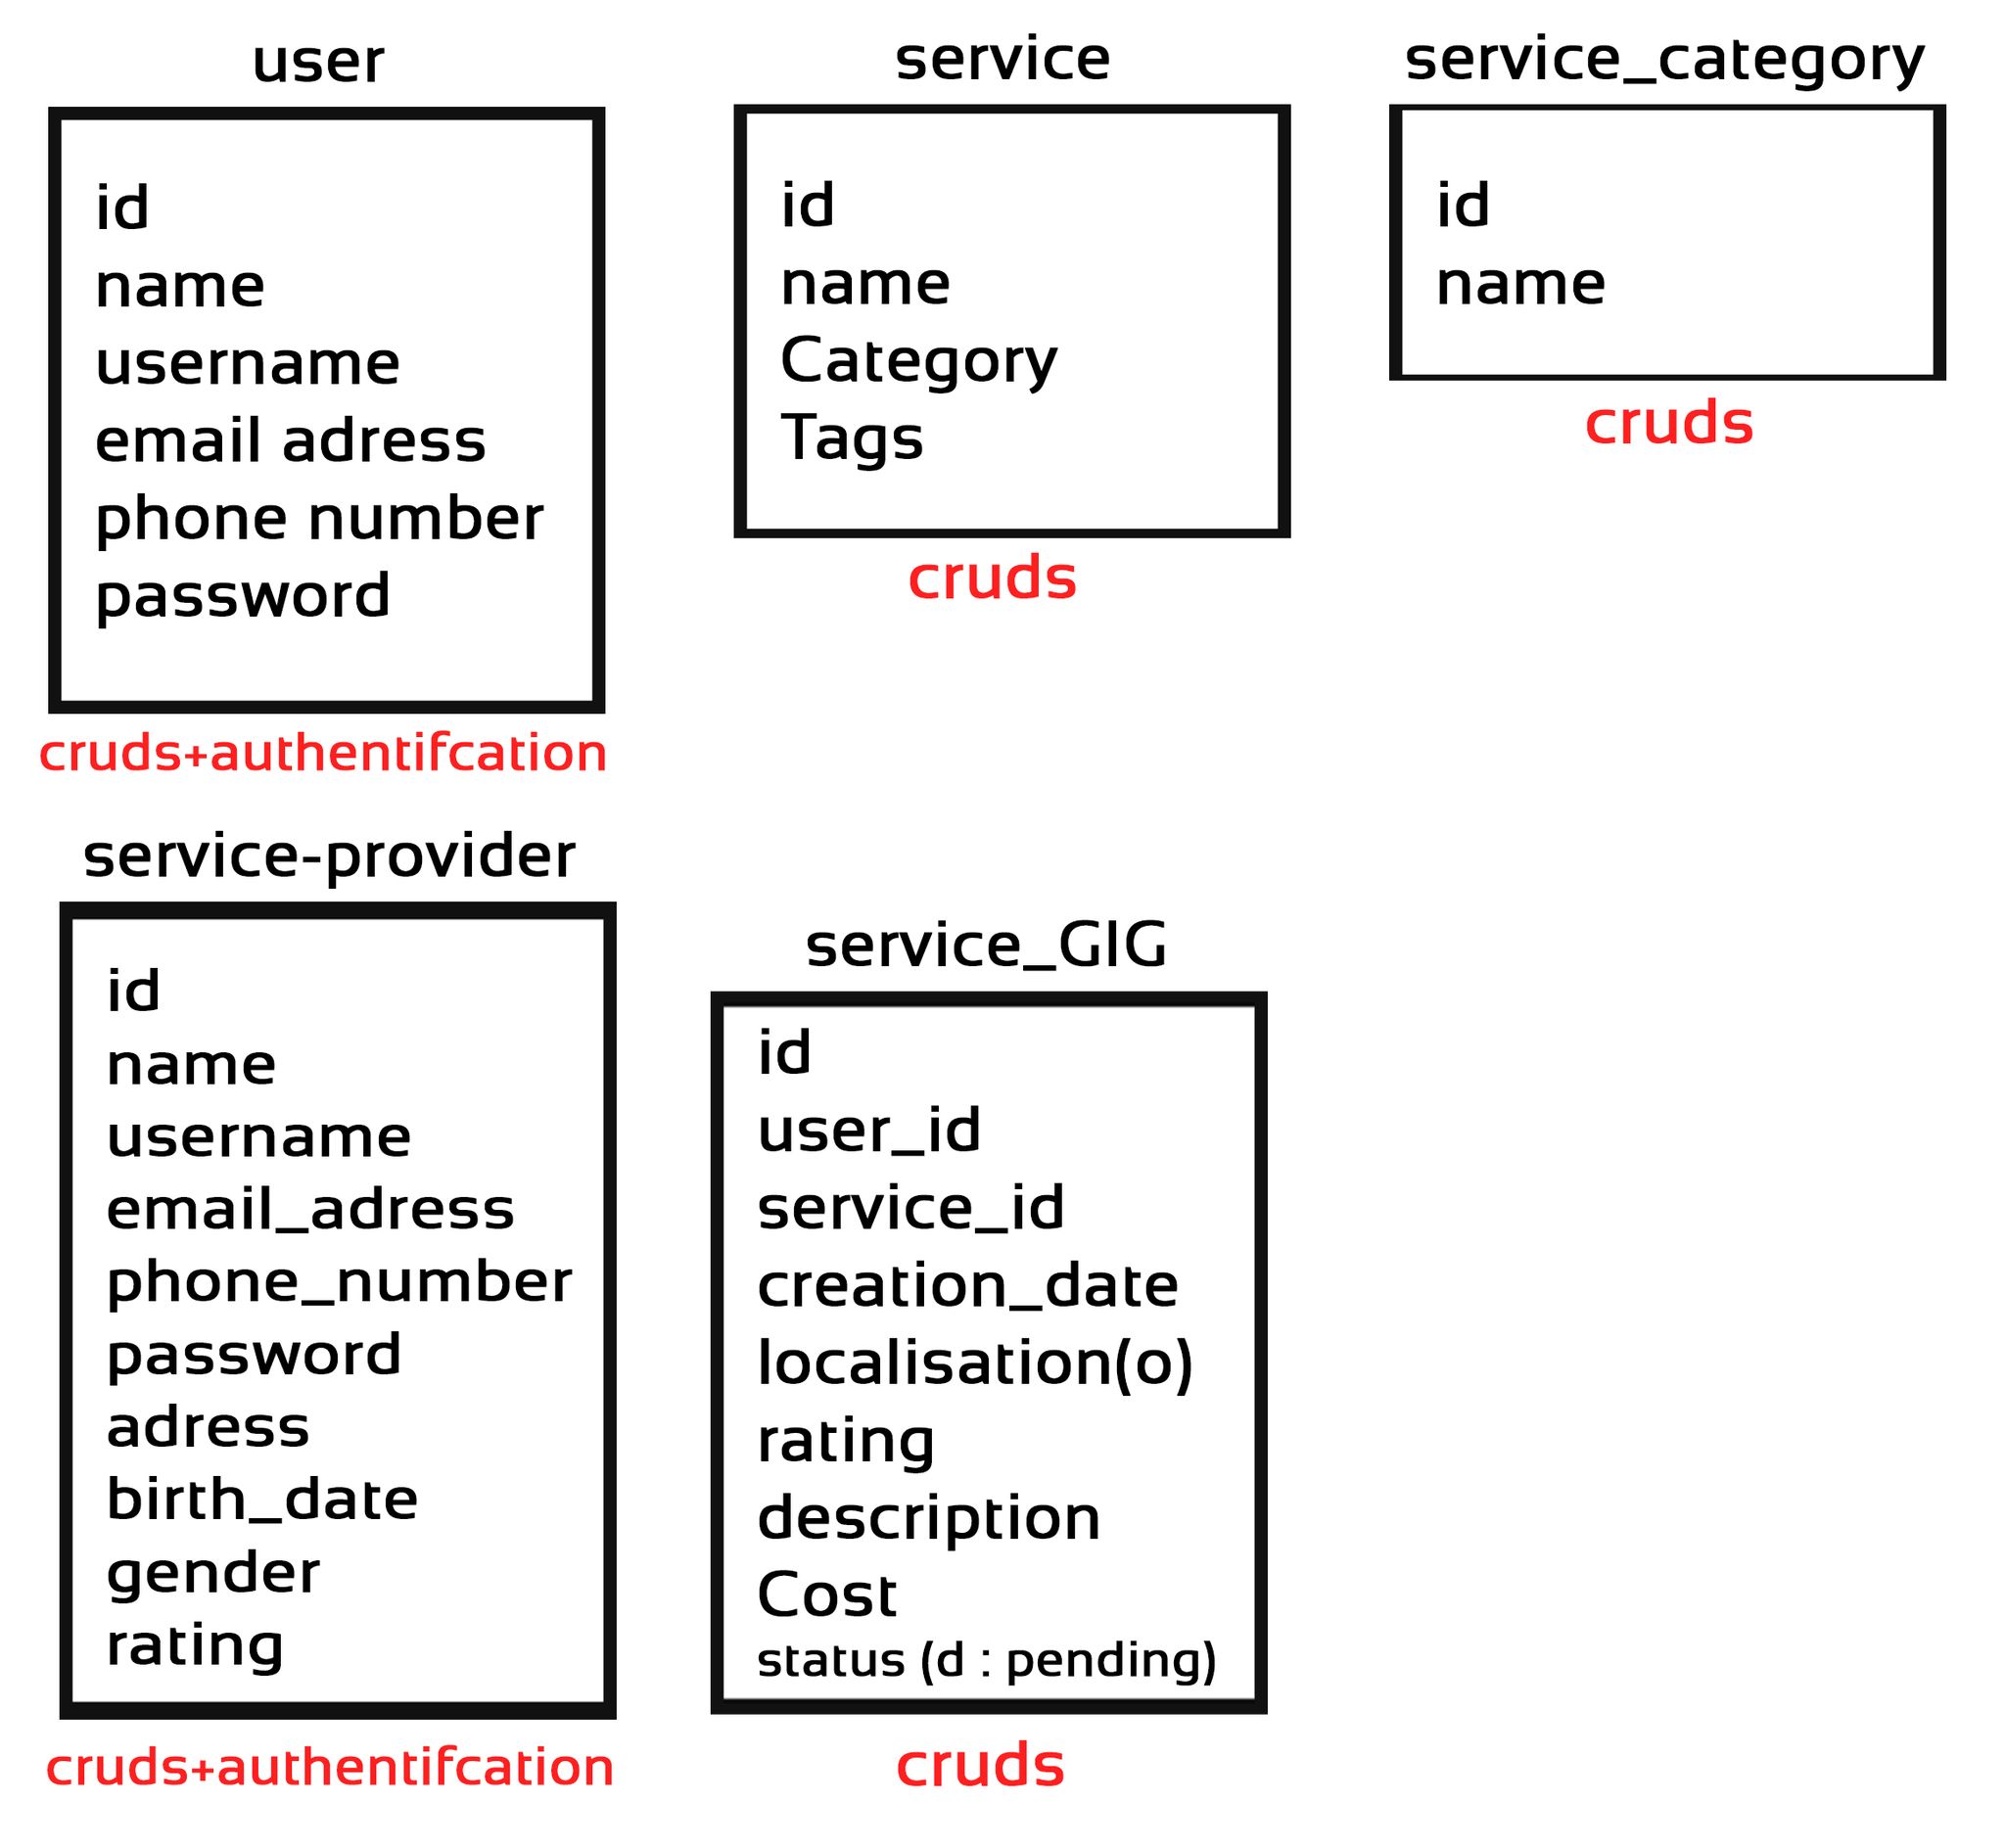 user
id
name
username
email adress
phone number
password
cruds+authentifcation
service
id
name
Category
Tags
cruds
service_category
id
name
cruds
service-provider
id
name
username
email_adress
phone_number
password
adress
birth_date
gender
rating
cruds+authentifcation
service_GIG
id
user_id
service_id
creation_date
localisation(o)
rating
description
Cost
status (d : pending)
cruds